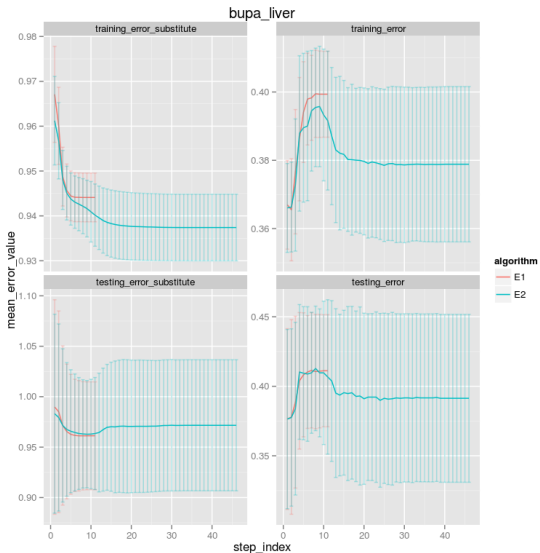 bupa_liver
training_error_substitute
training_error
0.98
0.97
0.96
0.95
0.94
0.93
0.40
0.38
0.36
mean_error_value
testing_error_substitute
testing_error
1.10
1.05
1.00
0.95
0.90
0.45
0.40
0.35
0 10 20 30 40
0 10 20 30 40
step_index
algorithm
E1
E2